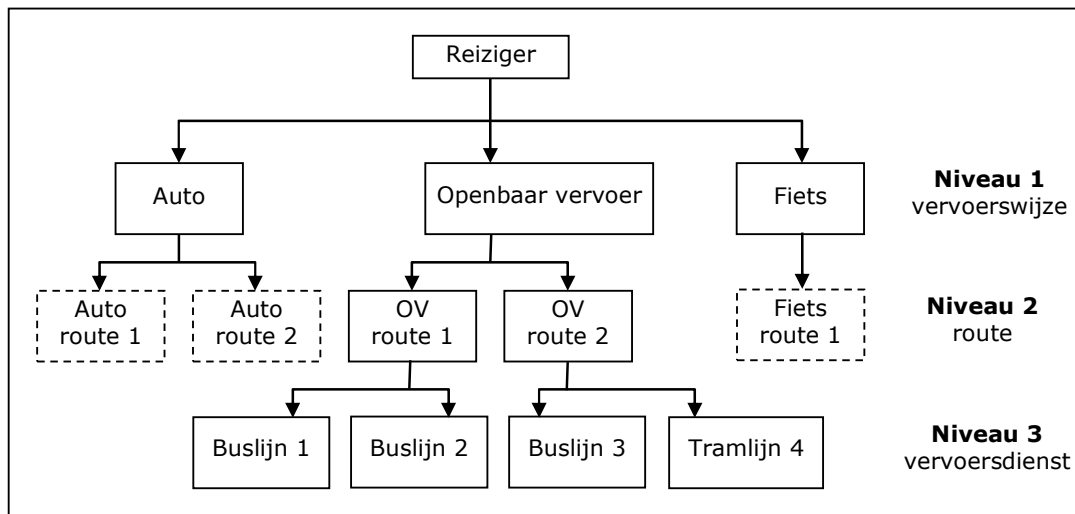 Reiziger
Auto
Openbaar vervoer
Fiets
Niveau 1
vervoerswijze
Auto
route 1
Auto
route 2
OV
route 1
OV
route 2
Fiets
route 1
Niveau 2
route
Buslijn 1
Buslijn 2
Buslijn 3
Tramlijn 4
Niveau 3
vervoersdienst